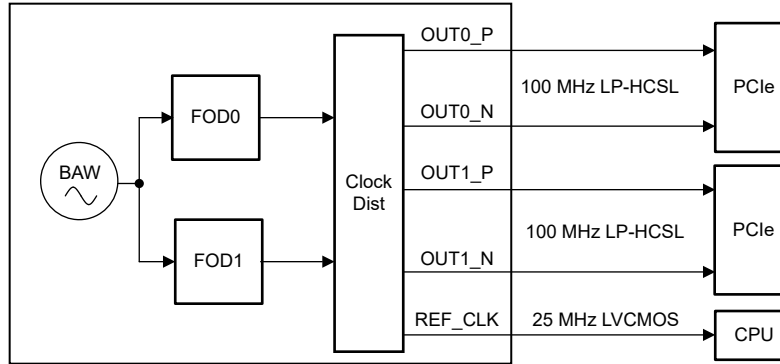 OUT0_P
100 MHz LP-HCSL
PCIe
FOD0
OUT0_N
BAW
Clock
Dist
OUT1_P
100 MHz LP-HCSL
PCIe
FOD1
OUT1_N
REF_CLK
25 MHz LVCMOS
CPU